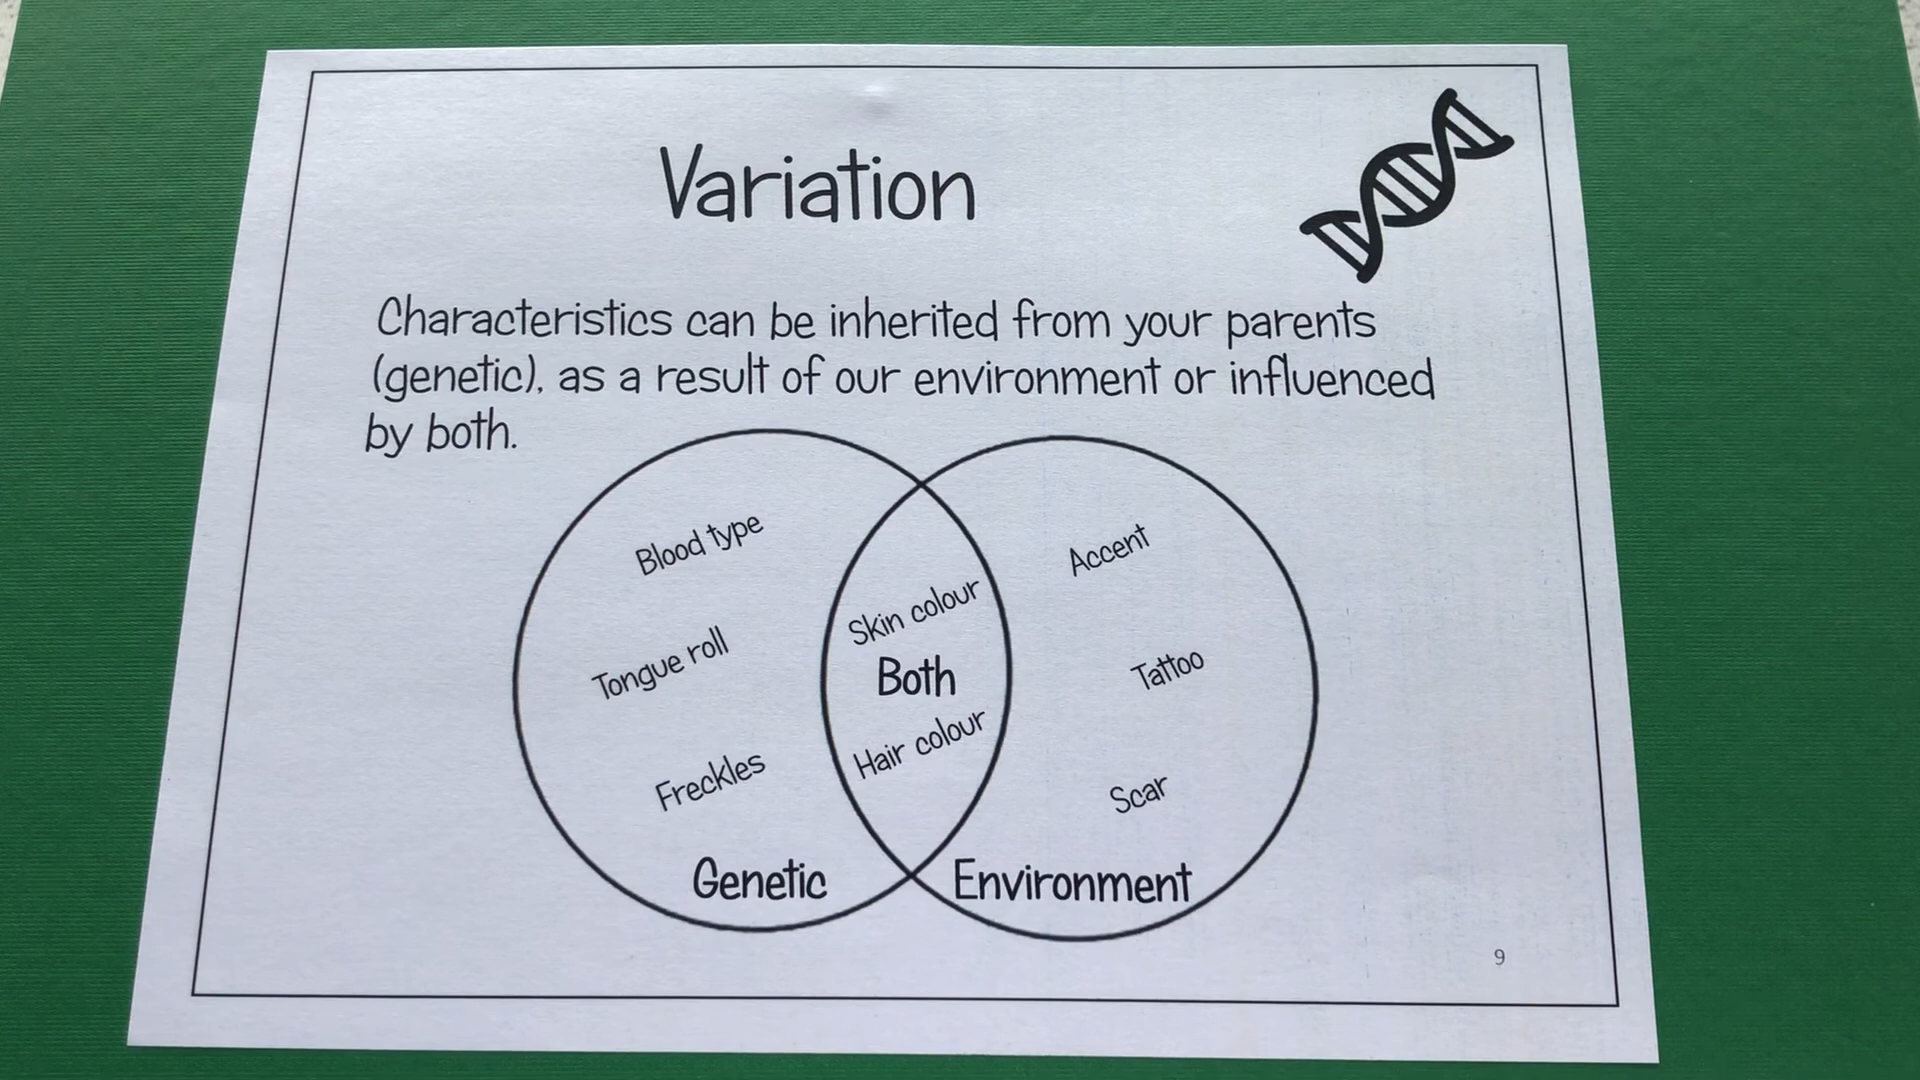 Variation
Characteristics can be inherited from your parents
(genetic), as a result of our environment or influenced
by both.
Blood type
Tongue roll
Freckles
Genetic
Skin colour
Both
Hair colour
Accent
Tattoo
Scar
Environment
9